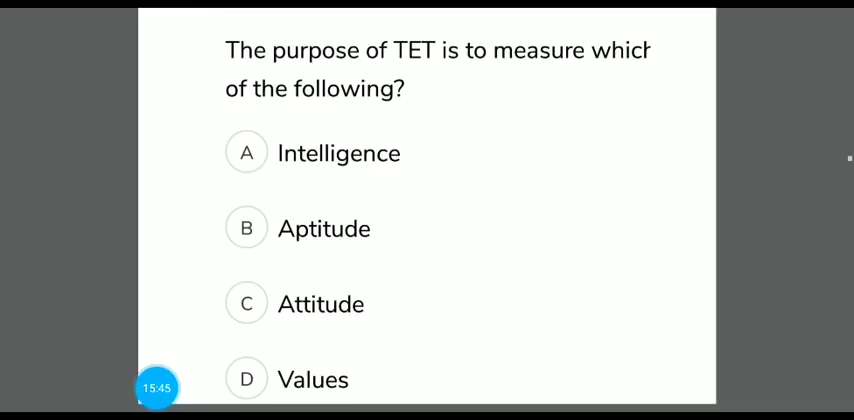 The purpose of TET is to measure which
of the following?
A Intelligence
B Aptitude
C Attitude
D Values
15:45